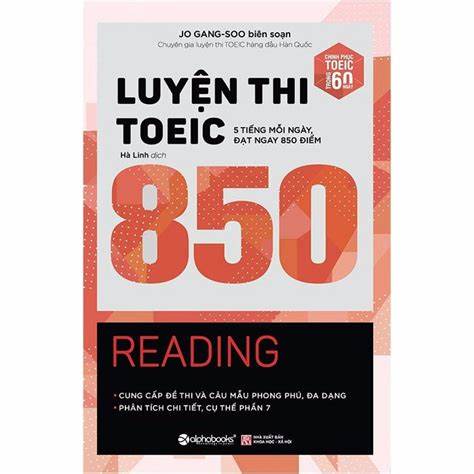 JO GANG-SOO biên soạn
Chuyên gia luyện thi TOEIC hàng đầu Hàn Quốc
CHINH PHỤC
TOEIC
TRONG 60 NGÀY
LUYỆN THI
TOEIC
5 TIẾNG MỖI NGÀY,
ĐẠT NGAY 850 ĐIỂM
Hà Linh dịch
850
READING
• CUNG CẤP ĐỀ THI VÀ CÂU MẪU PHONG PHÚ, ĐA DẠNG
• PHÂN TÍCH CHI TIẾT, CỤ THỂ PHẦN 7
alphabooks
NHÀ XUẤT BẢN
KHOA HỌC - XÃ HỘI